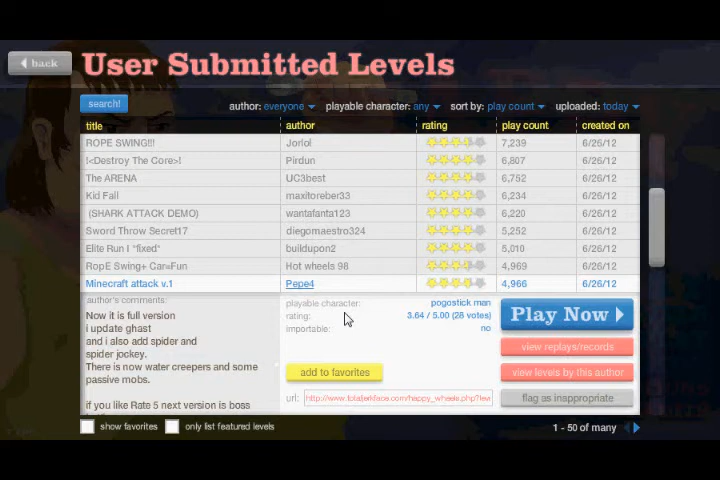 back
User Submitted Levels
search!
author: everyone playable character: any sort by: play count uploaded: today
title author rating play count created on
ROPE SWING!!! Jorlol 7,239 6/26/12
!<Destroy The Core>! Pirdun 6,807 6/26/12
The ARENA UC3best 6,752 6/26/12
Kid Fail maxitoreber33 6,234 6/26/12
(SHARK ATTACK DEMO) wantafanta123 6,220 6/26/12
Sword Throw Secret17 diegomaestro324 5,252 6/26/12
Elite Run I *fixed* buildupon2 5,010 6/26/12
RopE Swing+ Can=Fun Hot wheels 98 4,969 6/26/12
Minecraft attack v.1 Pepe4 4,966 6/26/12
author's comments:
Now it is full version
i update ghast
and i also add spider and
spider jockey.
There is now water creepers and some
passive mobs.
if you like Rate 5 next version is boss
playable character: pogostick man
rating: 3.64 / 5.00 (28 votes)
importable: no
add to favorites
url: http://www.totaljerkface.com/happy_wheels.php?lev
Play Now
view replays/records
view levels by this author
flag as inappropriate
show favorites only list featured levels 1 - 50 of many